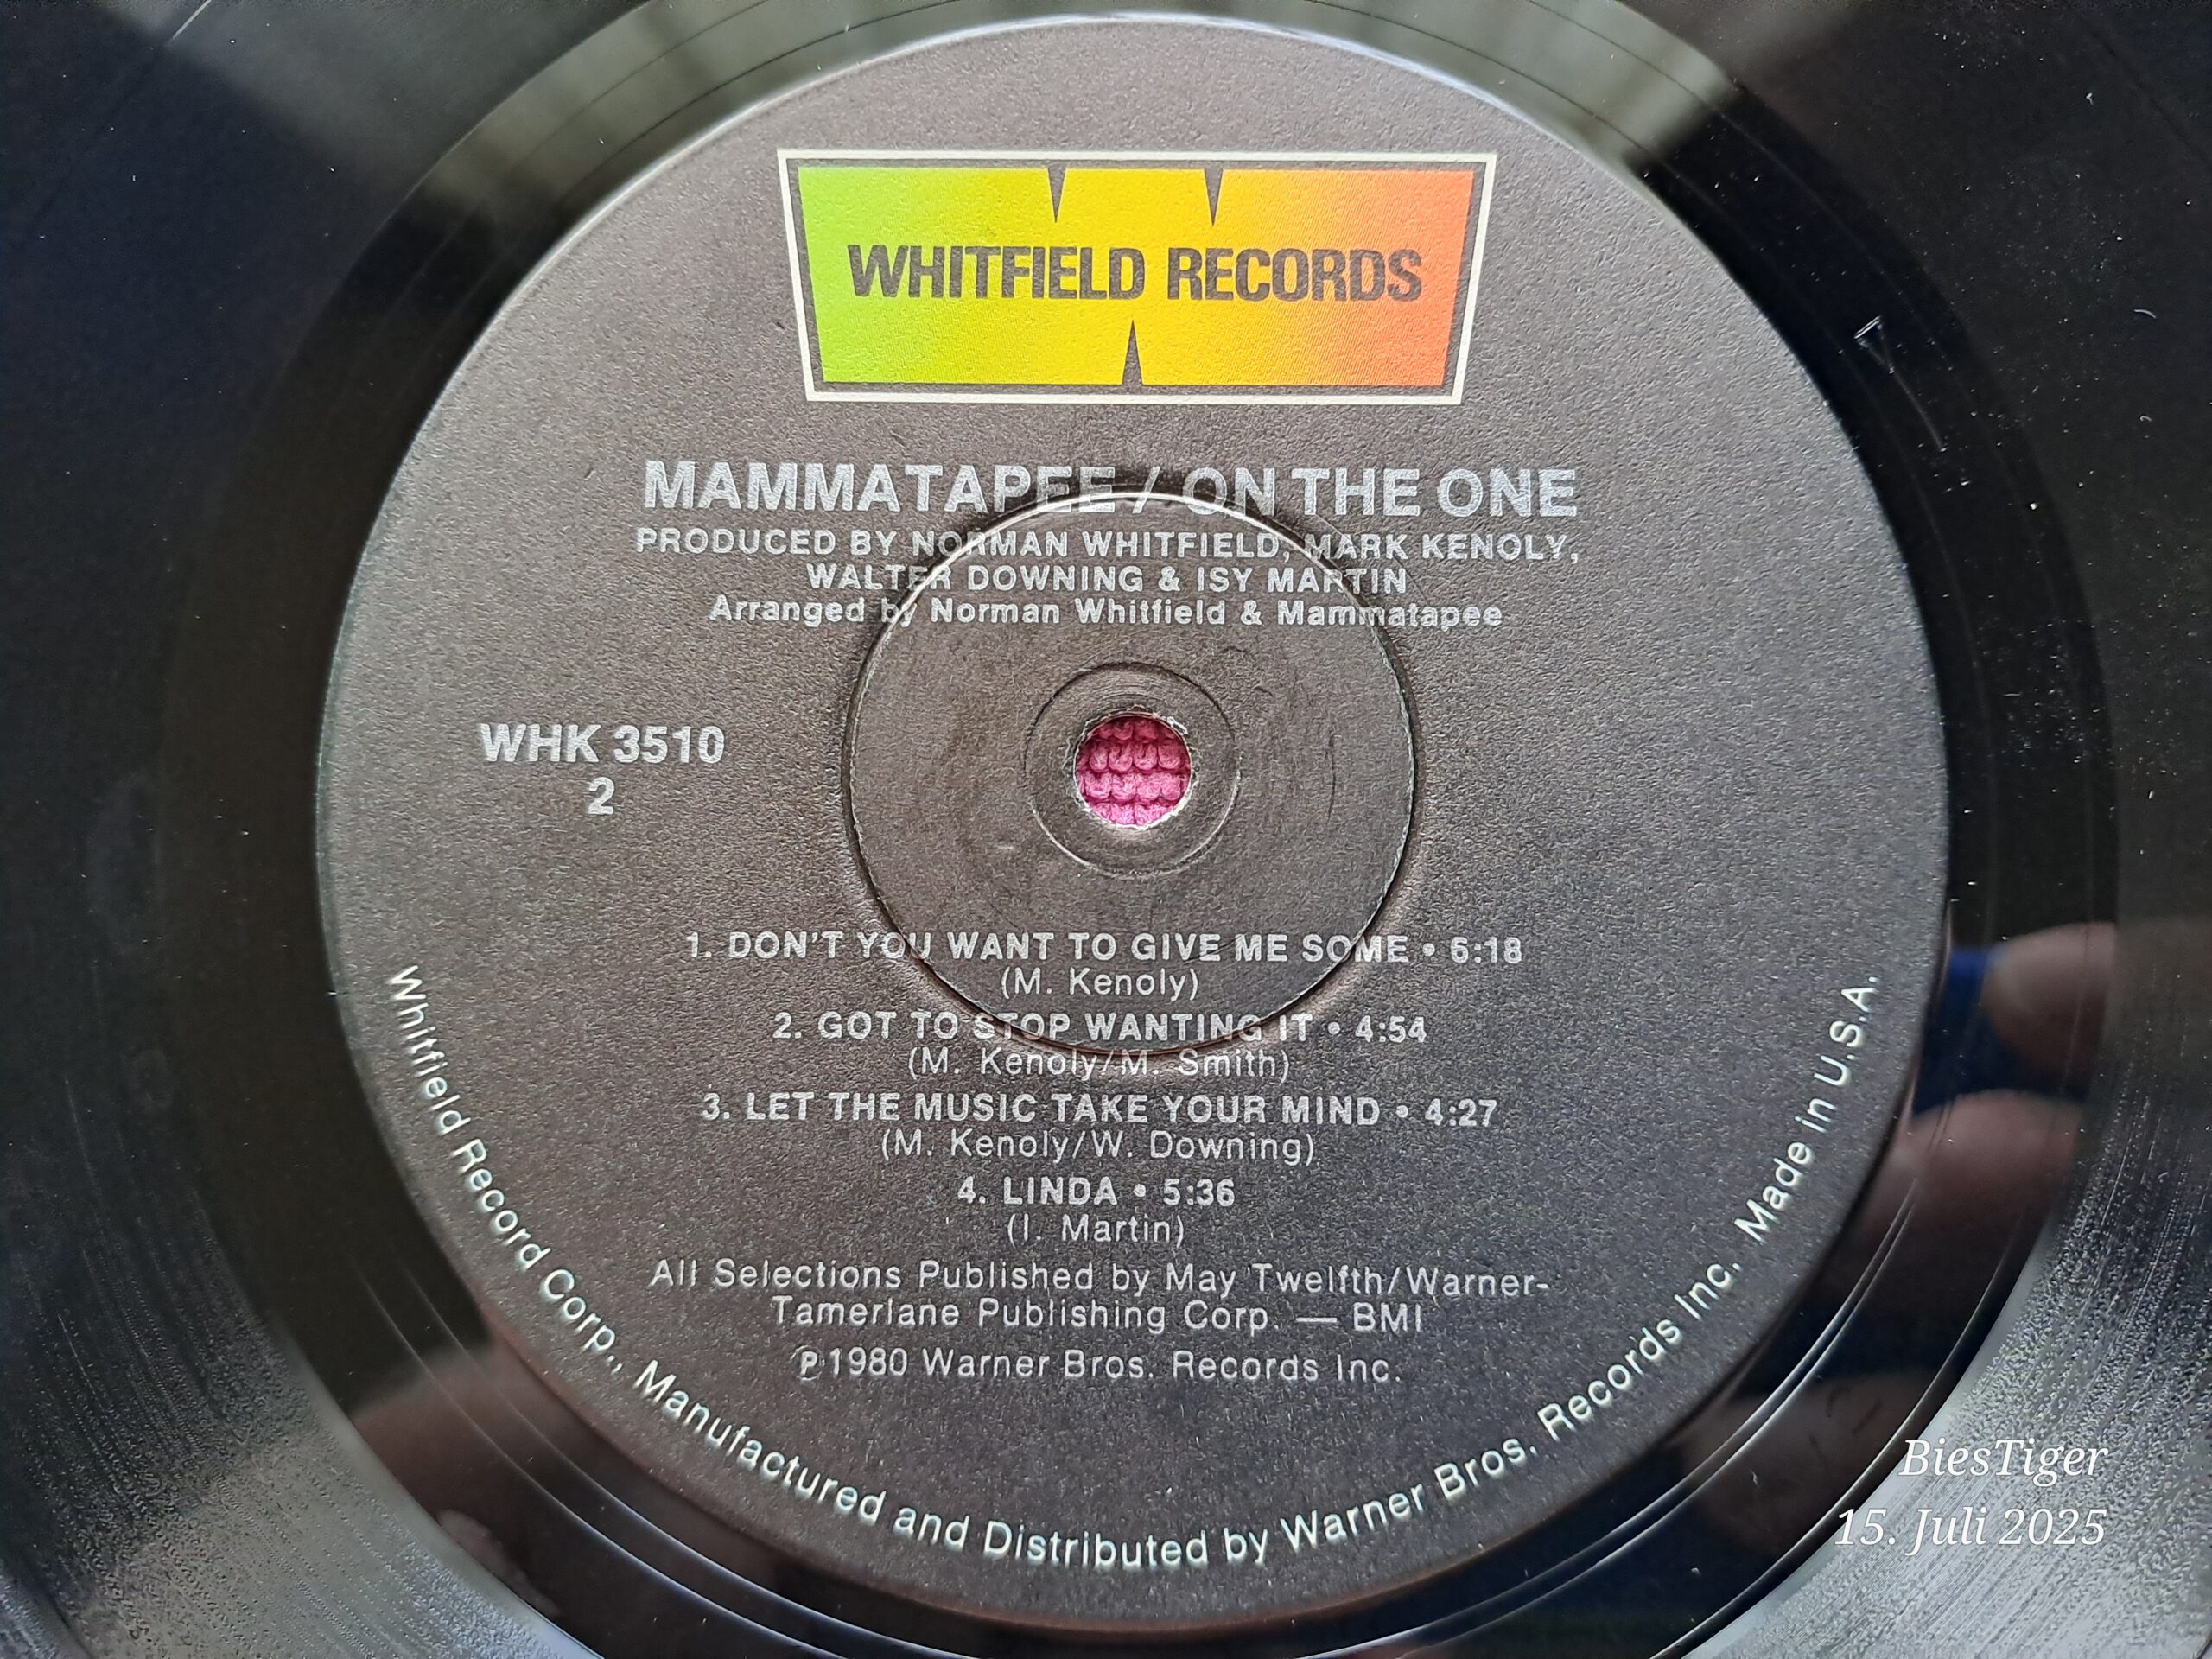 WHITFIELD RECORDS
MAMMATAPEE / ON THE ONE
PRODUCED BY NORMAN WHITFIELD, MARK KENOLY,
WALTER DOWNING & ISY MARTIN
Arranged by Norman Whitfield & Mammatapee
WHK 3510
2
1. DON'T YOU WANT TO GIVE ME SOME • 6:18
(M. Kenoly)
2. GOT TO STOP WANTING IT • 4:54
(M. Kenoly/M. Smith)
3. LET THE MUSIC TAKE YOUR MIND • 4:27
(M. Kenoly/W. Downing)
4. LINDA • 5:36
(I. Martin)
All Selections Published by May Twelfth/Warner-
Tamerlane Publishing Corp. — BMI
℗1980 Warner Bros. Records Inc.
Whitfield Record Corp., Manufactured and Distributed by Warner Bros. Records Inc. Made in U.S.A.
BiesTiger
15. Juli 2025